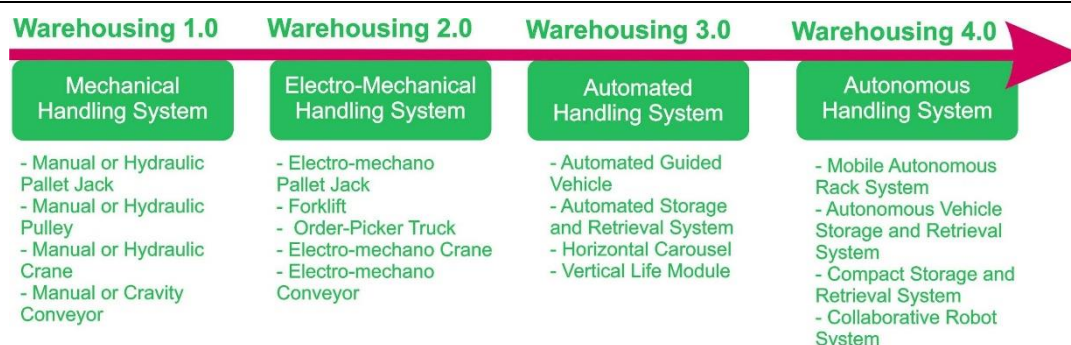 Warehousing 1.0
Warehousing 2.0
Warehousing 3.0
Warehousing 4.0
Mechanical
Handling System
- Manual or Hydraulic
Pallet Jack
- Manual or Hydraulic
Pulley
- Manual or Hydraulic
Crane
- Manual or Cravity
Conveyor
Electro-Mechanical
Handling System
- Electro-mechano
Pallet Jack
- Forklift
- Order-Picker Truck
- Electro-mechano Crane
- Electro-mechano
Conveyor
Automated
Handling System
- Automated Guided
Vehicle
- Automated Storage
and Retrieval System
- Horizontal Carousel
- Vertical Life Module
Autonomous
Handling System
- Mobile Autonomous
Rack System
- Autonomous Vehicle
Storage and Retrieval
System
- Compact Storage and
Retrieval System
- Collaborative Robot
System